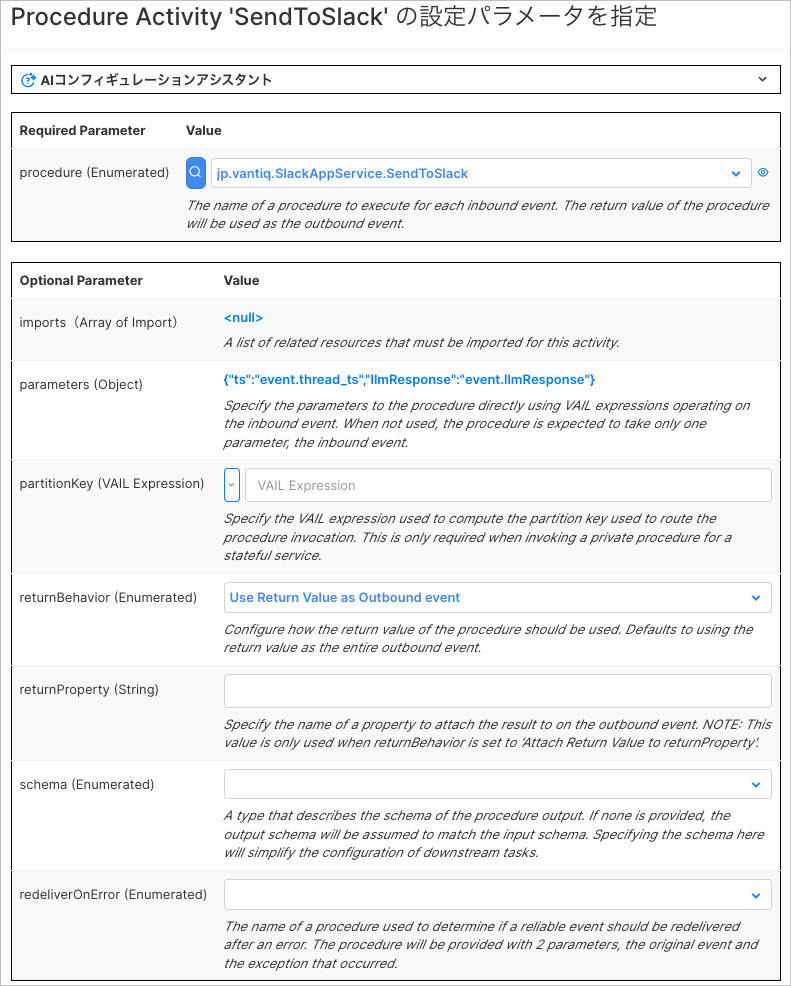 Procedure Activity 'SendToSlack' の設定パラメータを指定
AIコンフィギュレーションアシスタント
Required Parameter Value
procedure (Enumerated) jp.vantiq.SlackAppService.SendToSlack
The name of a procedure to execute for each inbound event. The return value of the procedure
will be used as the outbound event.
Optional Parameter Value
imports（Array of Import） <null>
A list of related resources that must be imported for this activity.
parameters (Object) {"ts":"event.thread_ts","llmResponse":"event.llmResponse"}
Specify the parameters to the procedure directly using VAIL expressions operating on
the inbound event. When not used, the procedure is expected to take only one
parameter, the inbound event.
partitionKey (VAIL Expression) VAIL Expression
Specify the VAIL expression used to compute the partition key used to route the
procedure invocation. This is only required when invoking a private procedure for a
stateful service.
returnBehavior (Enumerated) Use Return Value as Outbound event
Configure how the return value of the procedure should be used. Defaults to using the
return value as the entire outbound event.
returnProperty (String)
Specify the name of a property to attach the result to on the outbound event. NOTE: This
value is only used when returnBehavior is set to 'Attach Return Value to returnProperty'.
schema (Enumerated)
A type that describes the schema of the procedure output. If none is provided, the
output schema will be assumed to match the input schema. Specifying the schema here
will simplify the configuration of downstream tasks.
redeliverOnError (Enumerated)
The name of a procedure used to determine if a reliable event should be redelivered
after an error. The procedure will be provided with 2 parameters, the original event and
the exception that occurred.